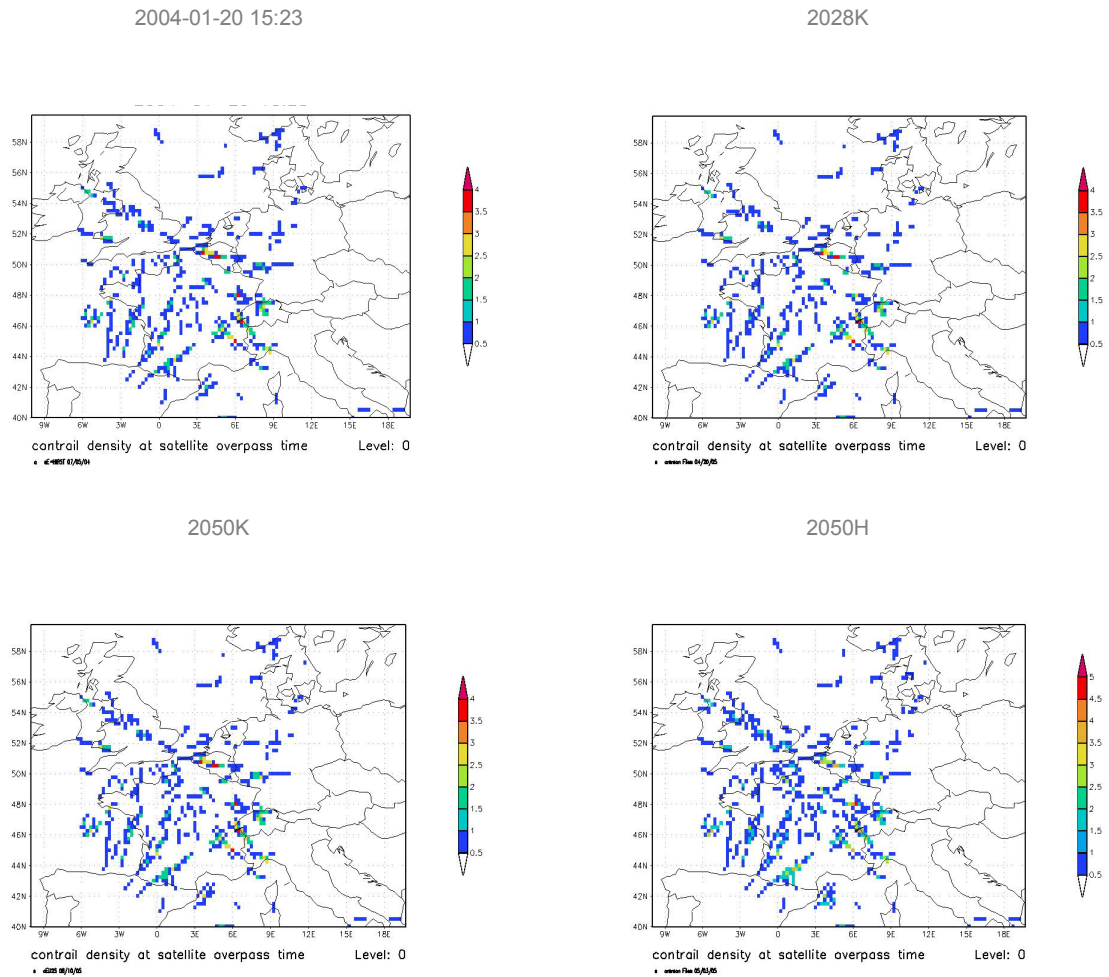 2004-01-20 15:23
2028K
58N
56N
54N
52N
50N
48N
46N
44N
42N
40N
9W 6W 3W 0 3E 6E 9E 12E 15E 18E
4
3.5
3
2.5
2
1.5
1
0.5
contrail density at satellite overpass time Level: 0
58N
56N
54N
52N
50N
48N
46N
44N
42N
40N
9W 6W 3W 0 3E 6E 9E 12E 15E 18E
4
3.5
3
2.5
2
1.5
1
0.5
contrail density at satellite overpass time Level: 0
2050K
2050H
58N
56N
54N
52N
50N
48N
46N
44N
42N
40N
9W 6W 3W 0 3E 6E 9E 12E 15E 18E
4
3.5
3
2.5
2
1.5
1
0.5
contrail density at satellite overpass time Level: 0
58N
56N
54N
52N
50N
48N
46N
44N
42N
40N
9W 6W 3W 0 3E 6E 9E 12E 15E 18E
5
4.5
4
3.5
3
2.5
2
1.5
1
0.5
contrail density at satellite overpass time Level: 0